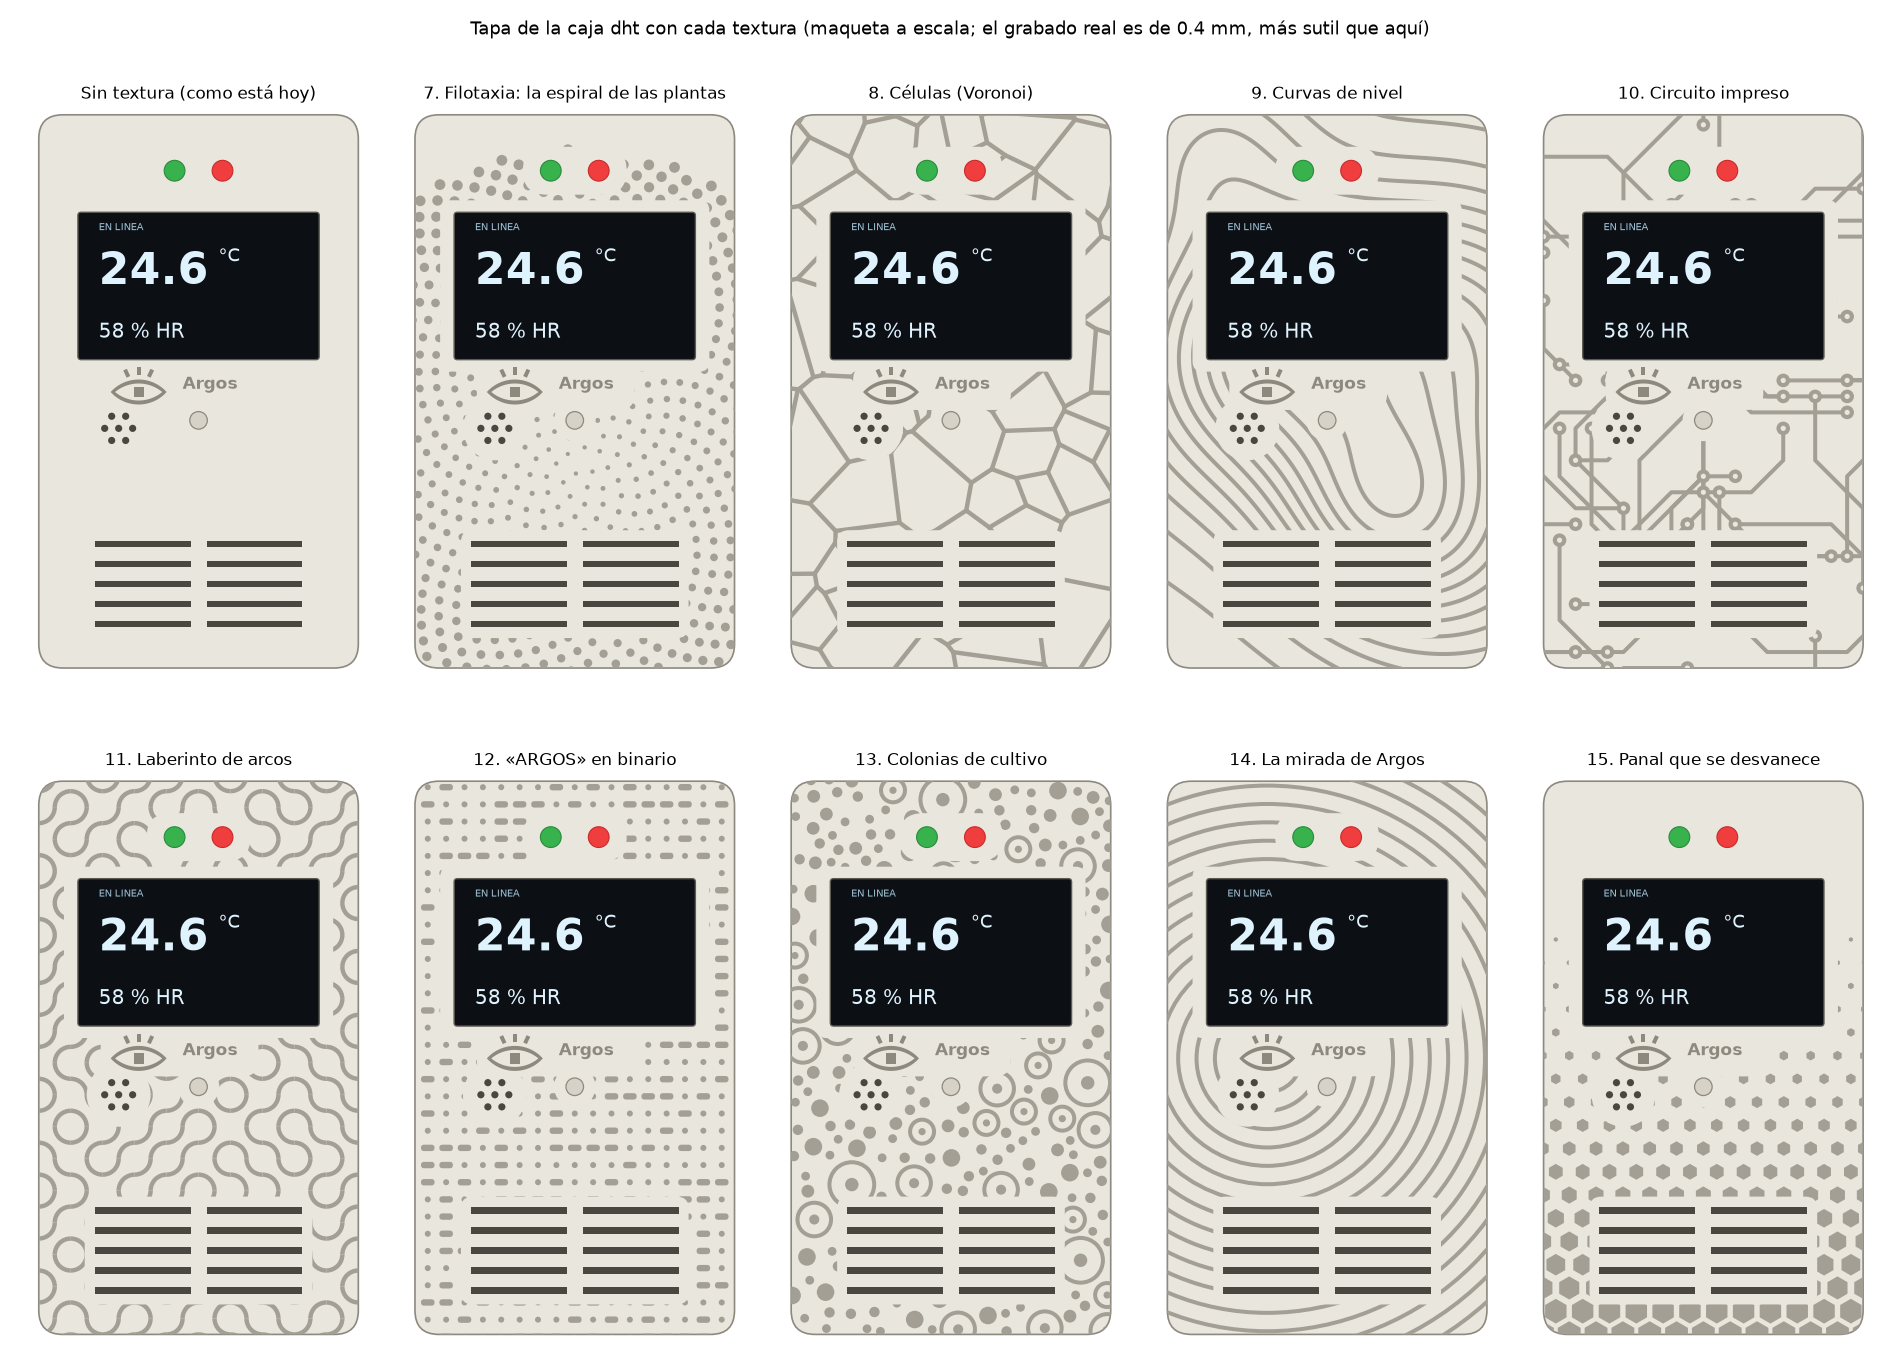 Tapa de la caja dht con cada textura (maqueta a escala; el grabado real es de 0.4 mm, más sutil que aquí)
Sin textura (como está hoy)
EN LINEA
24.6 °C
58 % HR
Argos
7. Filotaxia: la espiral de las plantas
EN LINEA
24.6 °C
58 % HR
Argos
8. Células (Voronoi)
EN LINEA
24.6 °C
58 % HR
Argos
9. Curvas de nivel
EN LINEA
24.6 °C
58 % HR
Argos
10. Circuito impreso
EN LINEA
24.6 °C
58 % HR
Argos
11. Laberinto de arcos
EN LINEA
24.6 °C
58 % HR
Argos
12. «ARGOS» en binario
EN LINEA
24.6 °C
58 % HR
Argos
13. Colonias de cultivo
EN LINEA
24.6 °C
58 % HR
Argos
14. La mirada de Argos
EN LINEA
24.6 °C
58 % HR
Argos
15. Panal que se desvanece
EN LINEA
24.6 °C
58 % HR
Argos